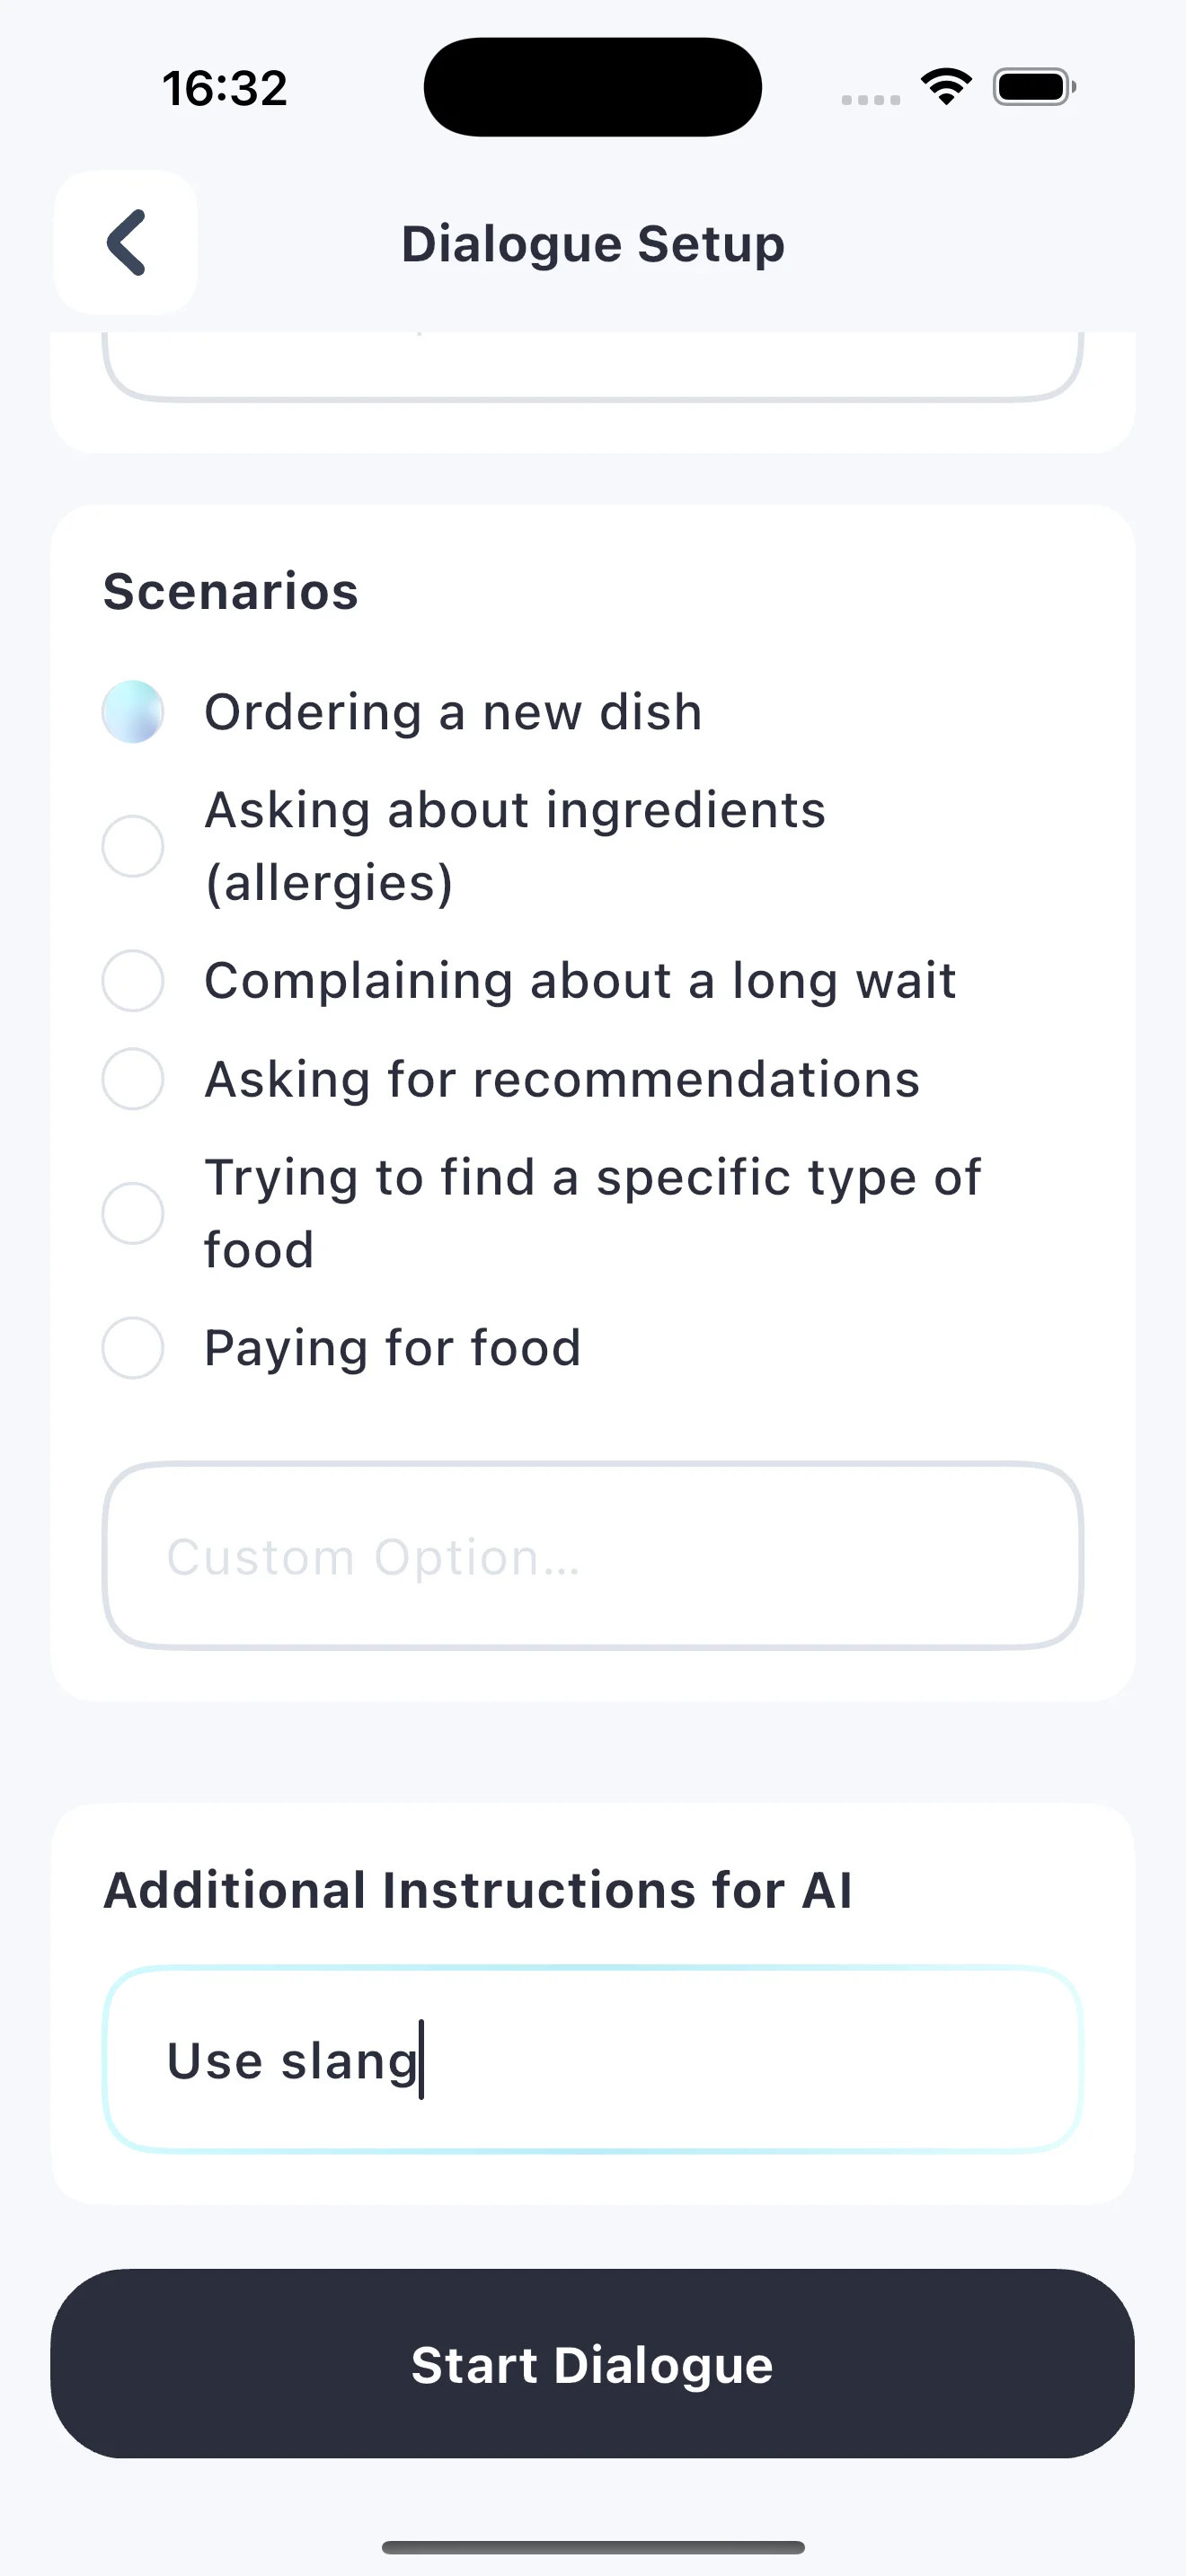 16:32
Dialogue Setup
Scenarios
Ordering a new dish
Asking about ingredients
(allergies)
Complaining about a long wait
Asking for recommendations
Trying to find a specific type of
food
Paying for food
Custom Option...
Additional Instructions for AI
Use slang
Start Dialogue